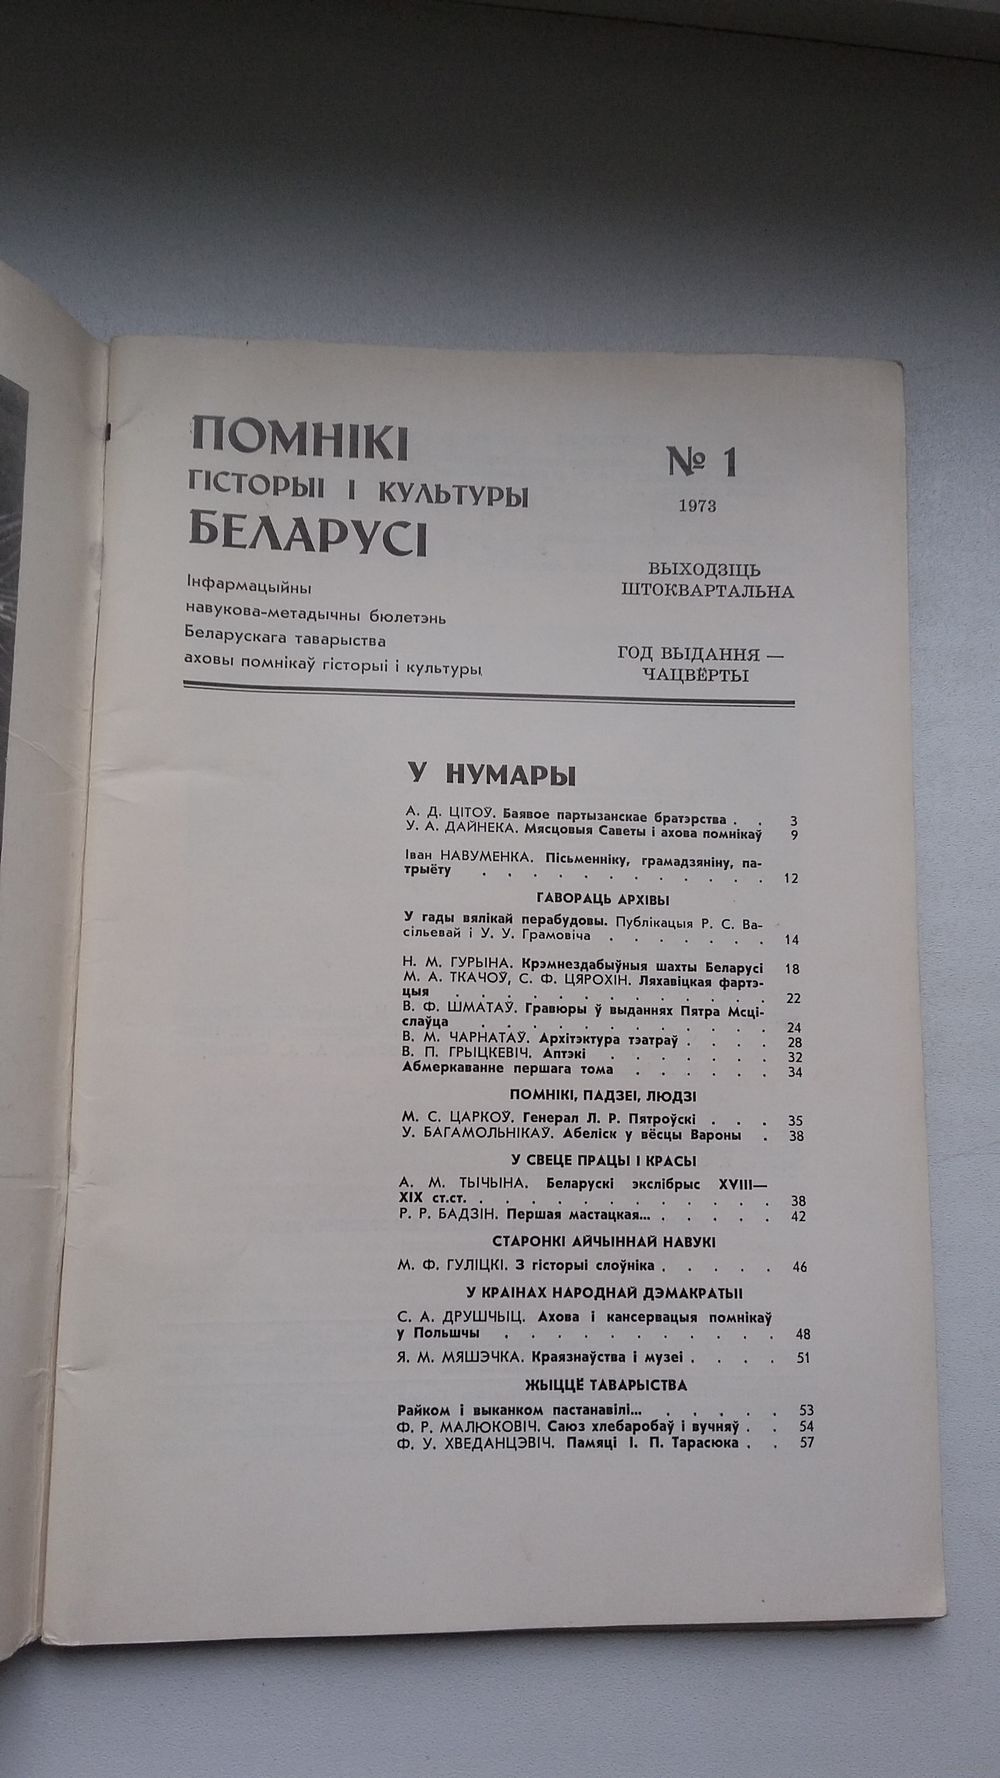 ПОМНІКІ
ГІСТОРЫІ І КУЛЬТУРЫ
БЕЛАРУСІ
Інфармацыйны
навукова-метадычны бюлетэнь
Беларускага таварыства
аховы помнікаў гісторыі і культуры
№ 1
1973
ВЫХОДЗІЦЬ
ШТОКВАРТАЛЬНА
ГОД ВЫДАННЯ —
ЧАЦВЁРТЫ
У НУМАРЫ
А. Д. ЦІТОЎ. Баявое партызанскае братэрства . . 3
У. А. ДАЙНЕКА. Мясцовыя Саветы і ахова помнікаў 9
Іван НАВУМЕНКА. Пісьменніку, грамадзяніну, па-
трыёту . . . . . . . . . . . 12
ГАВОРАЦЬ АРХІВЫ
У гады вялікай перабудовы. Публікацыя Р. С. Ва-
сільевай і У. У. Грамовіча . . . . . . 14
Н. М. ГУРЫНА. Крэмнездабыўныя шахты Беларусі 18
М. А. ТКАЧОЎ, С. Ф. ЦЯРОХІН. Ляхавіцкая фартэ-
цыя . . . . . . . . . . . . 22
В. Ф. ШМАТАЎ. Гравюры ў выданнях Пятра Мсці-
слаўца . . . . . . . . . . . 24
В. М. ЧАРНАТАЎ. Архітэктура тэатраў . . . . 28
В. П. ГРЫЦКЕВІЧ. Аптэкі . . . . . . 32
Абмеркаванне першага тома . . . . . 34
ПОМНІКІ, ПАДЗЕІ, ЛЮДЗІ
М. С. ЦАРКОЎ. Генерал Л. Р. Пятроўскі . . . 35
У. БАГАМОЛЬНІКАЎ. Абеліск у вёсцы Вароны . 38
У СВЕЦЕ ПРАЦЫ І КРАСЫ
А. М. ТЫЧЫНА. Беларускі экслібрыс XVIII—
XIX ст.ст. . . . . . . . . . . . 38
Р. Р. БАДЗІН. Першая мастацкая... . . . . . 42
СТАРОНКІ АЙЧЫННАЙ НАВУКІ
М. Ф. ГУЛІЦКІ. З гісторыі слоўніка . . . . . 46
У КРАІНАХ НАРОДНАЙ ДЭМАКРАТЫІ
С. А. ДРУШЧЫЦ. Ахова і кансервацыя помнікаў
у Польшчы . . . . . . . . . . . 48
Я. М. МЯШЭЧКА. Краязнаўства і музеі . . . . 51
ЖЫЦЦЁ ТАВАРЫСТВА
Райком і выканком пастанавілі... . . . . . 53
Ф. Р. МАЛЮКОВІЧ. Саюз хлебаробаў і вучняў . . 54
Ф. У. ХВЕДАНЦЭВІЧ. Памяці І. П. Тарасюка . . 57